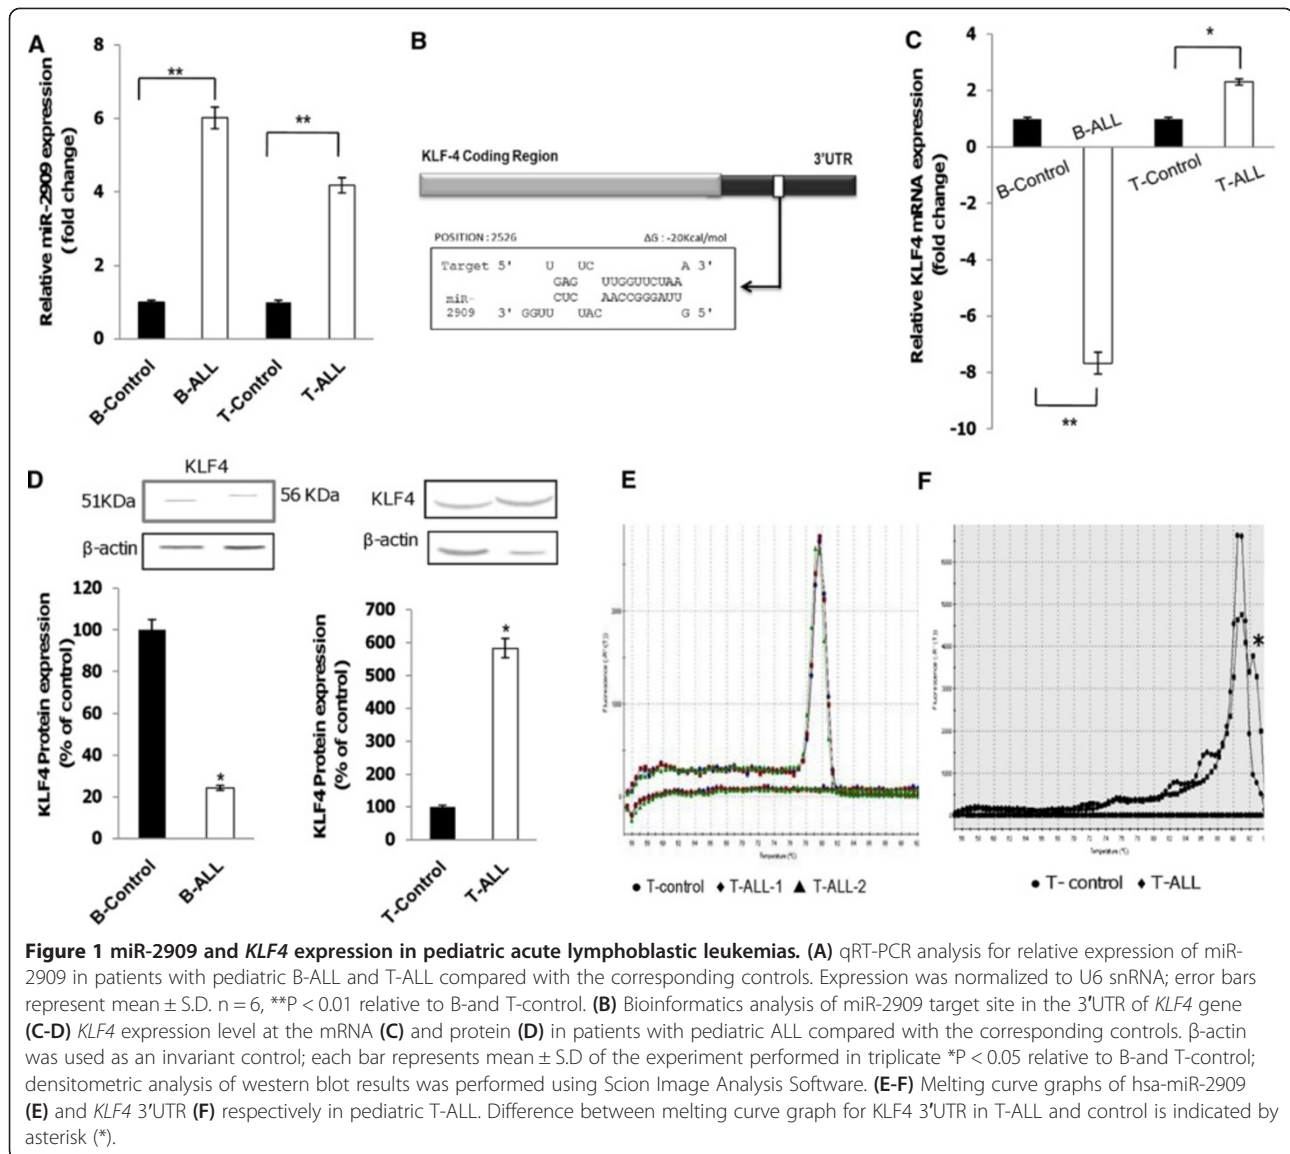 A
Relative miR-2909 expression
( fold change)
8
6
4
2
0
**
**
B-Control
B-ALL
T-Control
T-ALL
B
KLF-4 Coding Region
3'UTR
POSITION : 2526
ΔG : -20Kcal/mol
Target 5' U UC A 3'
GAG UUGGUUCUAA
miR- CUC AACCGGGAUU
2909 3' GGUU UAC G 5'
C
Relative KLF4 mRNA expression
(fold change)
4
2
0
-2
-4
-6
-8
-10
*
**
B-Control
B-ALL
T-Control
T-ALL
D
KLF4
51KDa
56 KDa
β-actin
KLF4 Protein expression
(% of control)
120
100
80
60
40
20
0
*
B-Control
B-ALL
KLF4
β-actin
KLF4 Protein expression
(% of control)
700
600
500
400
300
200
100
0
*
T-Control
T-ALL
E
Temperature (°C)
● T-control ♦ T-ALL-1 ▲ T-ALL-2
F
*
Temperature (°C)
● T- control ♦ T-ALL
Figure 1 miR-2909 and KLF4 expression in pediatric acute lymphoblastic leukemias. (A) qRT-PCR analysis for relative expression of miR-
2909 in patients with pediatric B-ALL and T-ALL compared with the corresponding controls. Expression was normalized to U6 snRNA; error bars
represent mean ± S.D. n = 6, **P < 0.01 relative to B-and T-control. (B) Bioinformatics analysis of miR-2909 target site in the 3′UTR of KLF4 gene
(C-D) KLF4 expression level at the mRNA (C) and protein (D) in patients with pediatric ALL compared with the corresponding controls. β-actin
was used as an invariant control; each bar represents mean ± S.D of the experiment performed in triplicate *P < 0.05 relative to B-and T-control;
densitometric analysis of western blot results was performed using Scion Image Analysis Software. (E-F) Melting curve graphs of hsa-miR-2909
(E) and KLF4 3′UTR (F) respectively in pediatric T-ALL. Difference between melting curve graph for KLF4 3′UTR in T-ALL and control is indicated by
asterisk (*).